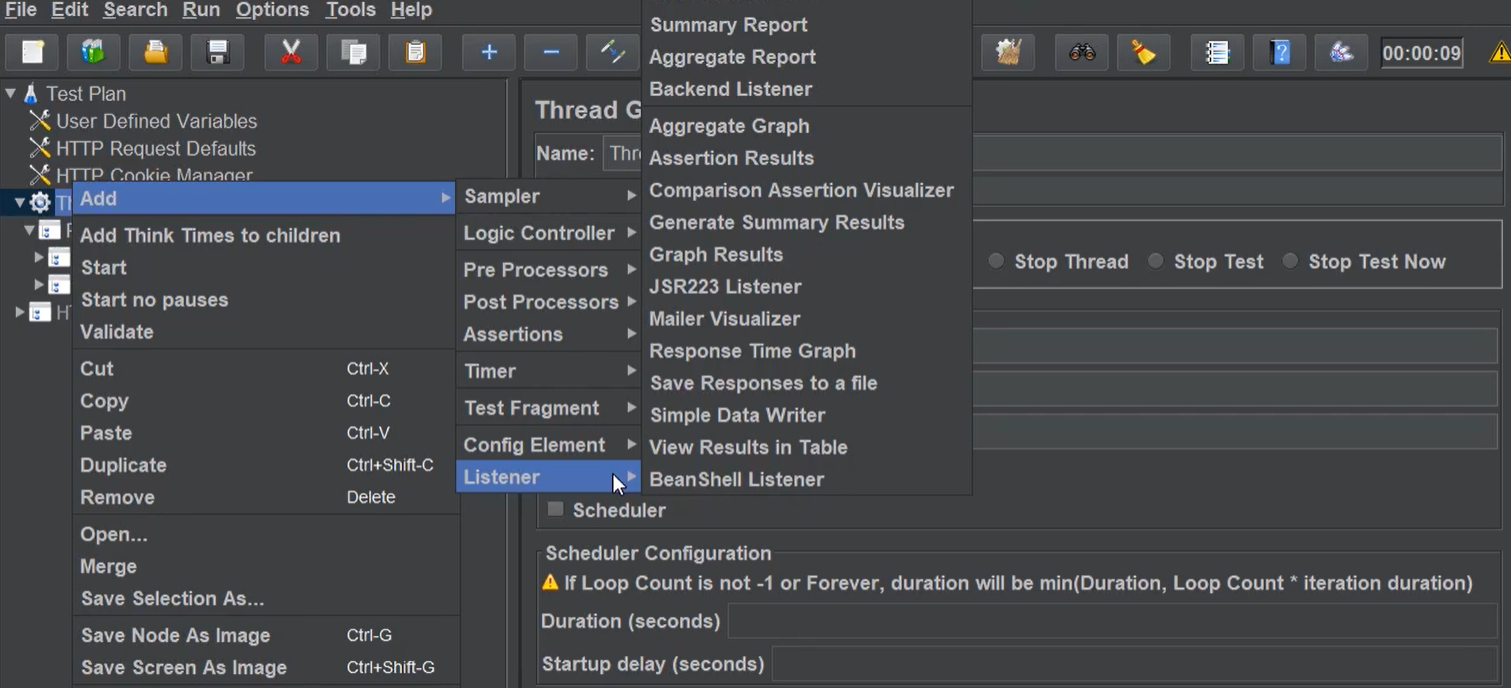 File Edit Search Run Options Tools Help
00:00:09
Test Plan
User Defined Variables
HTTP Request Defaults
HTTP Cookie Manager
Add
Add Think Times to children
Start
Start no pauses
Validate
Cut Ctrl-X
Copy Ctrl-C
Paste Ctrl-V
Duplicate Ctrl+Shift-C
Remove Delete
Open...
Merge
Save Selection As...
Save Node As Image Ctrl-G
Save Screen As Image Ctrl+Shift-G
Sampler
Logic Controller
Pre Processors
Post Processors
Assertions
Timer
Test Fragment
Config Element
Listener
Summary Report
Aggregate Report
Backend Listener
Aggregate Graph
Assertion Results
Comparison Assertion Visualizer
Generate Summary Results
Graph Results
JSR223 Listener
Mailer Visualizer
Response Time Graph
Save Responses to a file
Simple Data Writer
View Results in Table
BeanShell Listener
Thread G
Name: Thr
Stop Thread Stop Test Stop Test Now
Scheduler
Scheduler Configuration
If Loop Count is not -1 or Forever, duration will be min(Duration, Loop Count * iteration duration)
Duration (seconds)
Startup delay (seconds)